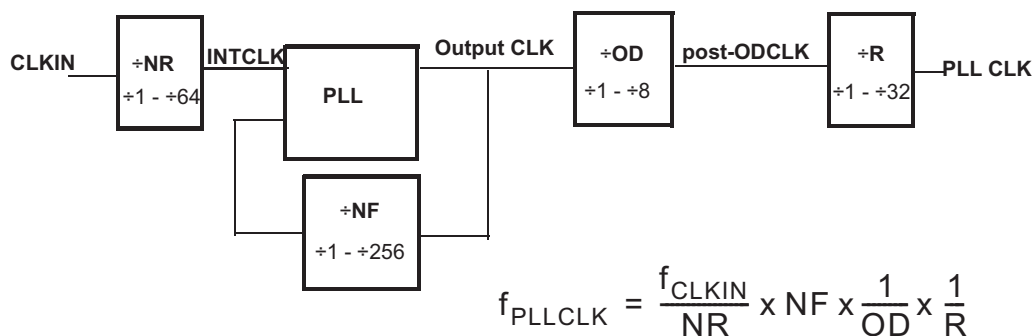 CLKIN
÷NR
÷1 - ÷64
INTCLK
PLL
Output CLK
÷OD
÷1 - ÷8
post-ODCLK
÷R
÷1 - ÷32
PLL CLK
÷NF
÷1 - ÷256
f_PLLCLK = f_CLKIN/NR x NF x 1/OD x 1/R